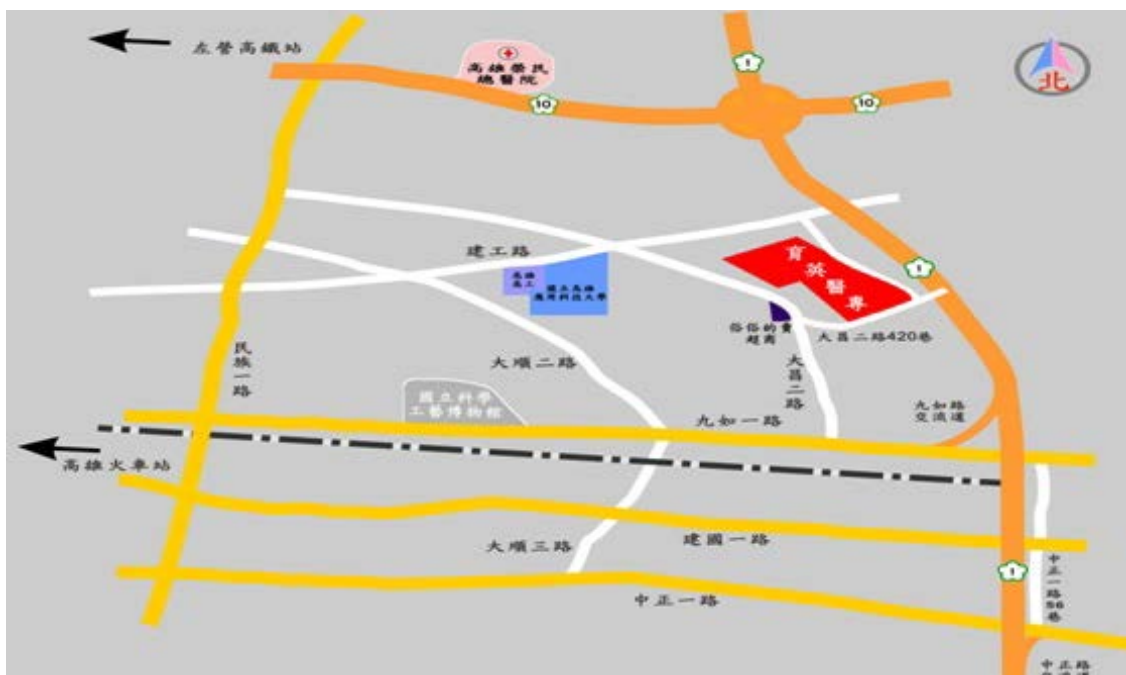 左營高鐵站
高雄榮民
總醫院
1
北
10
10
建工路
育英醫專
1
高雄
高工
國立高雄
應用科技大學
俗俗的賣
超商
大昌二路420巷
民族一路
大順二路
大昌二路
國立科學
工藝博物館
九如路
交流道
九如一路
高雄火車站
大順三路
建國一路
1
中正一路56巷
中正一路
中正路